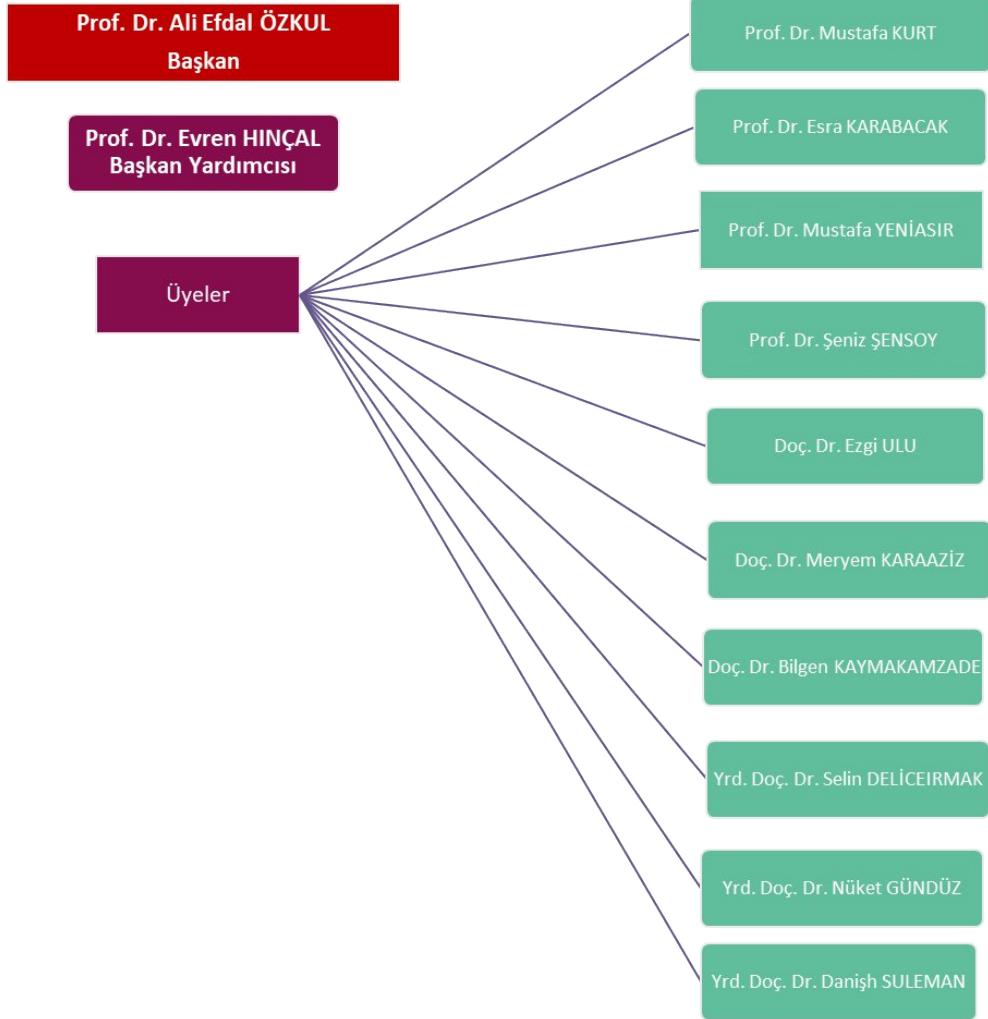 Prof. Dr. Ali Efdal ÖZKUL
Başkan
Prof. Dr. Evren HINÇAL
Başkan Yardımcısı
Üyeler
Prof. Dr. Mustafa KURT
Prof. Dr. Esra KARABACAK
Prof. Dr. Mustafa YENİASIR
Prof. Dr. Şeniz ŞENSOY
Doç. Dr. Ezgi ULU
Doç. Dr. Meryem KARAAZİZ
Doç. Dr. Bilgen KAYMAKAMZADE
Yrd. Doç. Dr. Selin DELİCEIRMAK
Yrd. Doç. Dr. Nüket GÜNDÜZ
Yrd. Doç. Dr. Danişh SULEMAN